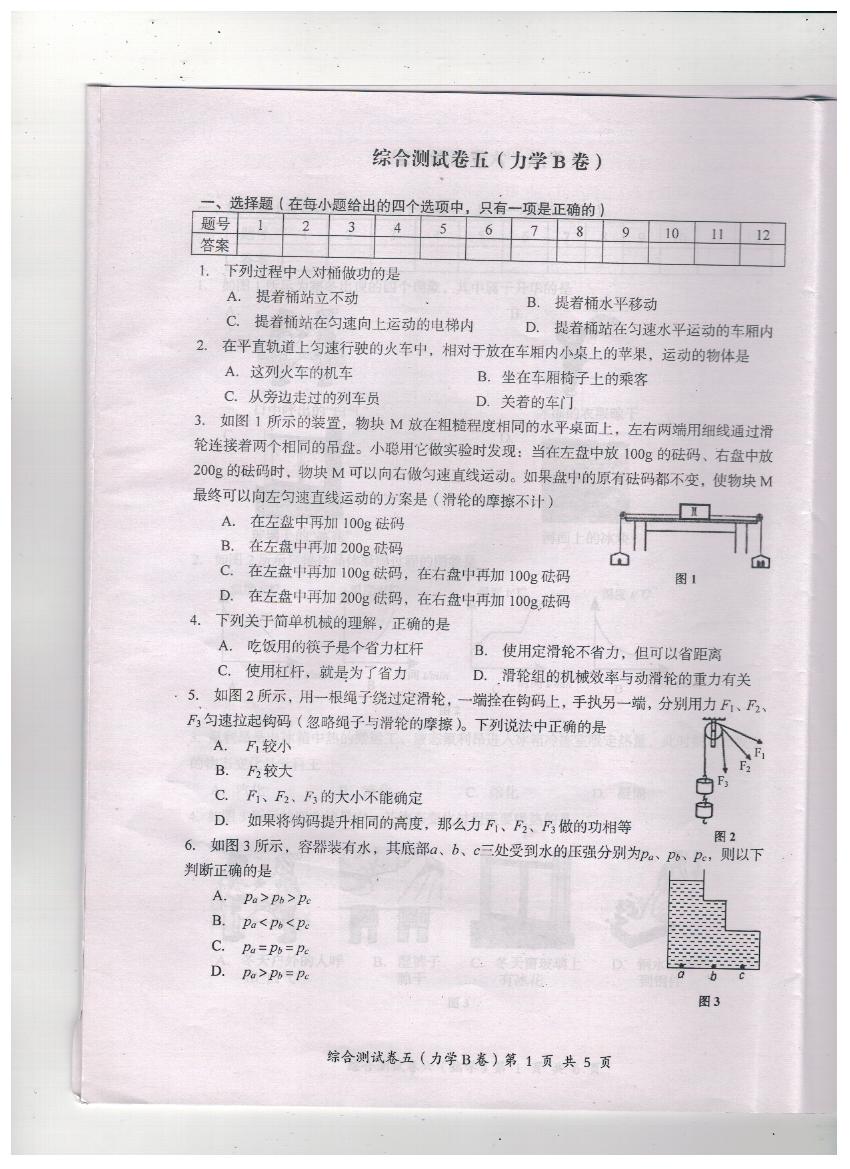 综合测试卷五（力学B卷）
一、选择题（在每小题给出的四个选项中，只有一项是正确的）
题号 1 2 3 4 5 6 7 8 9 10 11 12
答案
1. 下列过程中人对桶做功的是
A. 提着桶站立不动 B. 提着桶水平移动
C. 提着桶站在匀速向上运动的电梯内 D. 提着桶站在匀速水平运动的车厢内
2. 在平直轨道上匀速行驶的火车中，相对于放在车厢内小桌上的苹果，运动的物体是
A. 这列火车的机车 B. 坐在车厢椅子上的乘客
C. 从旁边走过的列车员 D. 关着的车门
3. 如图1所示的装置，物块M放在粗糙程度相同的水平桌面上，左右两端用细线通过滑
轮连接着两个相同的吊盘。小聪用它做实验时发现：当在左盘中放100g的砝码、右盘中放
200g的砝码时，物块M可以向右做匀速直线运动。如果盘中的原有砝码都不变，使物块M
最终可以向左匀速直线运动的方案是（滑轮的摩擦不计）
A. 在左盘中再加100g砝码
B. 在左盘中再加200g砝码
C. 在左盘中再加100g砝码，在右盘中再加100g砝码
D. 在左盘中再加200g砝码，在右盘中再加100g砝码
M
图1
4. 下列关于简单机械的理解，正确的是
A. 吃饭用的筷子是个省力杠杆 B. 使用定滑轮不省力，但可以省距离
C. 使用杠杆，就是为了省力 D. 滑轮组的机械效率与动滑轮的重力有关
5. 如图2所示，用一根绳子绕过定滑轮，一端拴在钩码上，手执另一端，分别用力F₁、F₂、
F₃匀速拉起钩码（忽略绳子与滑轮的摩擦）。下列说法中正确的是
A. F₁较小
B. F₂较大
C. F₁、F₂、F₃的大小不能确定
D. 如果将钩码提升相同的高度，那么力F₁、F₂、F₃做的功相等
F₁
F₂
F₃
图2
6. 如图3所示，容器装有水，其底部a、b、c三处受到水的压强分别为pₐ、p_b、p_c，则以下
判断正确的是
A. pₐ＞p_b＞p_c
B. pₐ＜p_b＜p_c
C. pₐ=p_b=p_c
D. pₐ＞p_b=p_c
a b c
图3
综合测试卷五（力学B卷）第 1 页 共 5 页